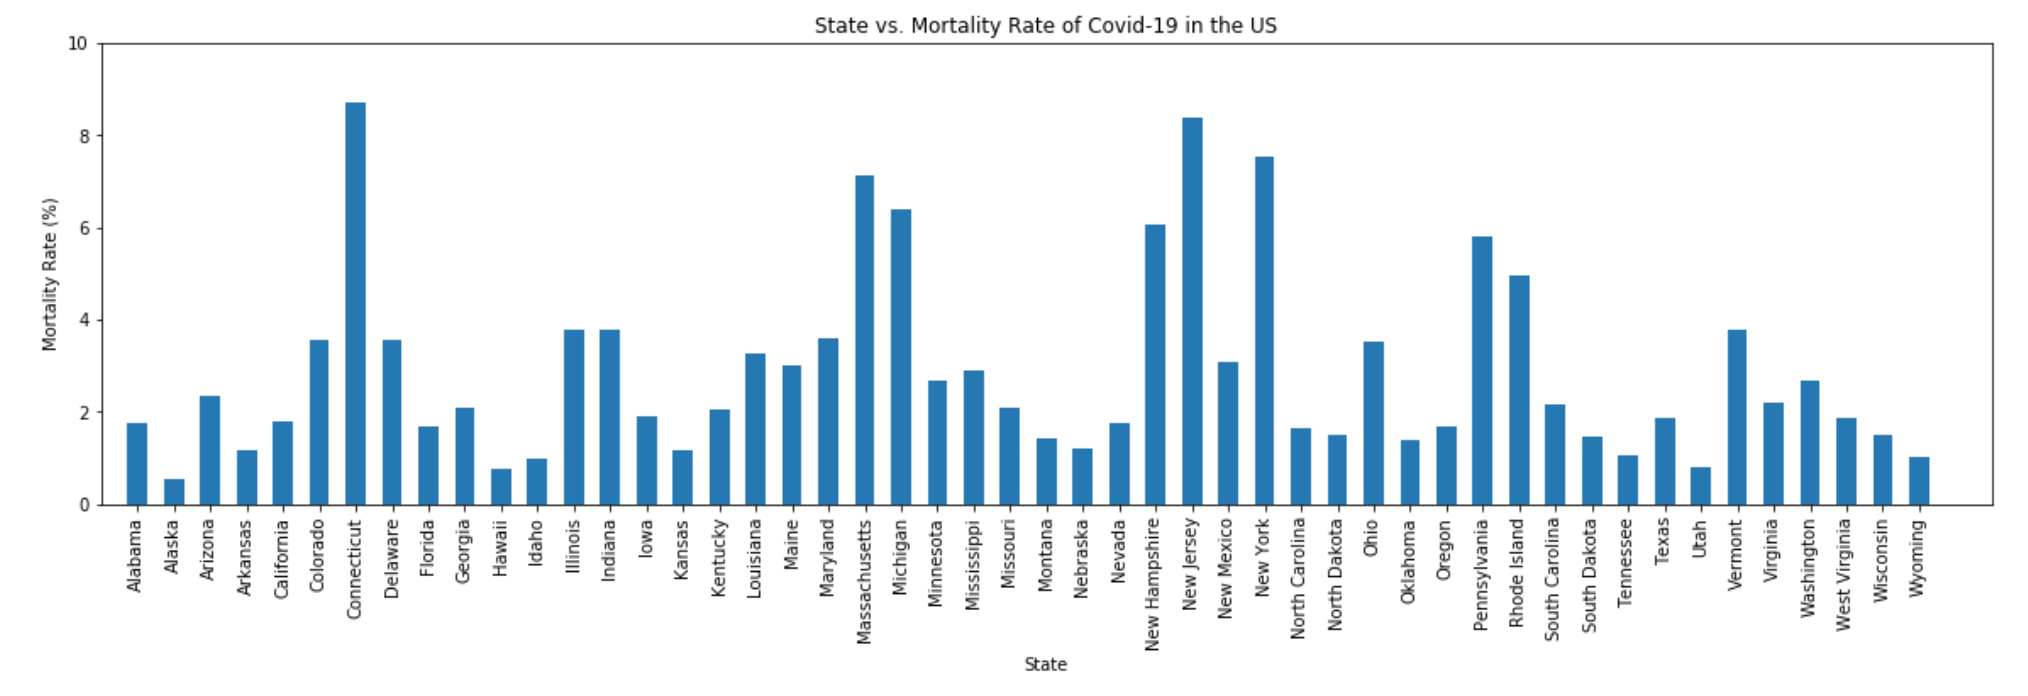 State vs. Mortality Rate of Covid-19 in the US
10
8
6
4
2
0
Mortality Rate (%)
Alabama
Alaska
Arizona
Arkansas
California
Colorado
Connecticut
Delaware
Florida
Georgia
Hawaii
Idaho
Illinois
Indiana
Iowa
Kansas
Kentucky
Louisiana
Maine
Maryland
Massachusetts
Michigan
Minnesota
Mississippi
Missouri
Montana
Nebraska
Nevada
New Hampshire
New Jersey
New Mexico
New York
North Carolina
North Dakota
Ohio
Oklahoma
Oregon
Pennsylvania
Rhode Island
South Carolina
South Dakota
Tennessee
Texas
Utah
Vermont
Virginia
Washington
West Virginia
Wisconsin
Wyoming
State